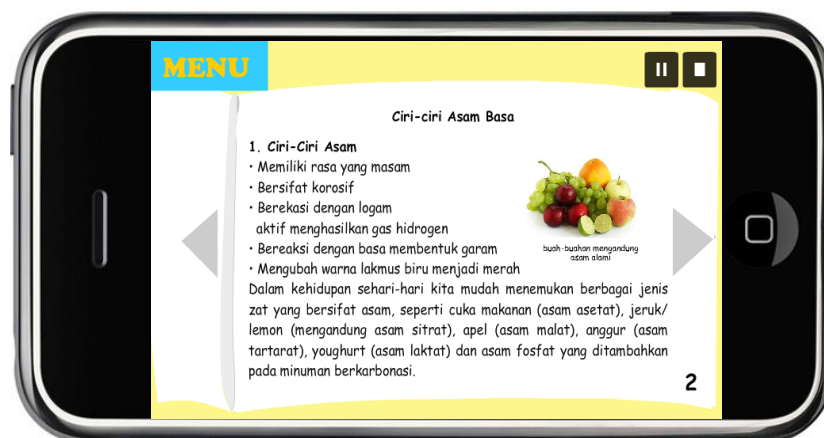 MENU
Ciri-ciri Asam Basa
1. Ciri-Ciri Asam
• Memiliki rasa yang masam
• Bersifat korosif
• Berekasi dengan logam
aktif menghasilkan gas hidrogen
• Bereaksi dengan basa membentuk garam
• Mengubah warna lakmus biru menjadi merah
buah-buahan mengandung
asam alami
Dalam kehidupan sehari-hari kita mudah menemukan berbagai jenis
zat yang bersifat asam, seperti cuka makanan (asam asetat), jeruk/
lemon (mengandung asam sitrat), apel (asam malat), anggur (asam
tartarat), youghurt (asam laktat) dan asam fosfat yang ditambahkan
pada minuman berkarbonasi.
2